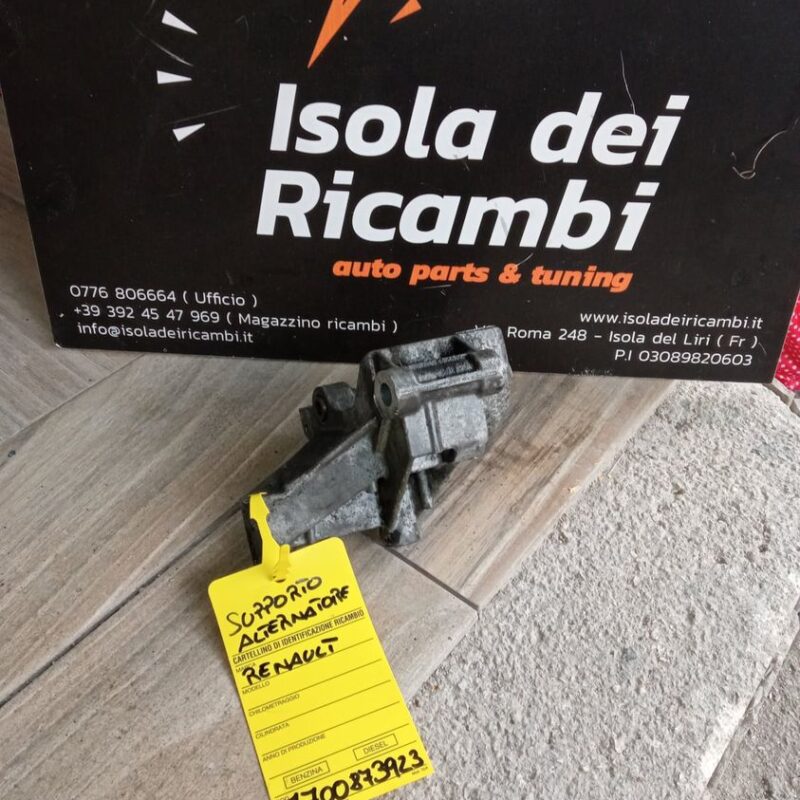 Isola dei
Ricambi
auto parts & tuning
0776 806664 ( Ufficio )
+39 392 45 47 969 ( Magazzino ricambi )
info@isoladeiricambi.it
www.isoladeiricambi.it
Roma 248 - Isola del Liri ( Fr )
P.I 03089820603
SUPPORTO
ALTERNATORE
CARTELLINO DI IDENTIFICAZIONE RICAMBIO
MARCA
RENAULT
MODELLO
CHILOMETRAGGIO
CILINDRATA
ANNO DI PRODUZIONE
BENZINA
DIESEL
1700873923